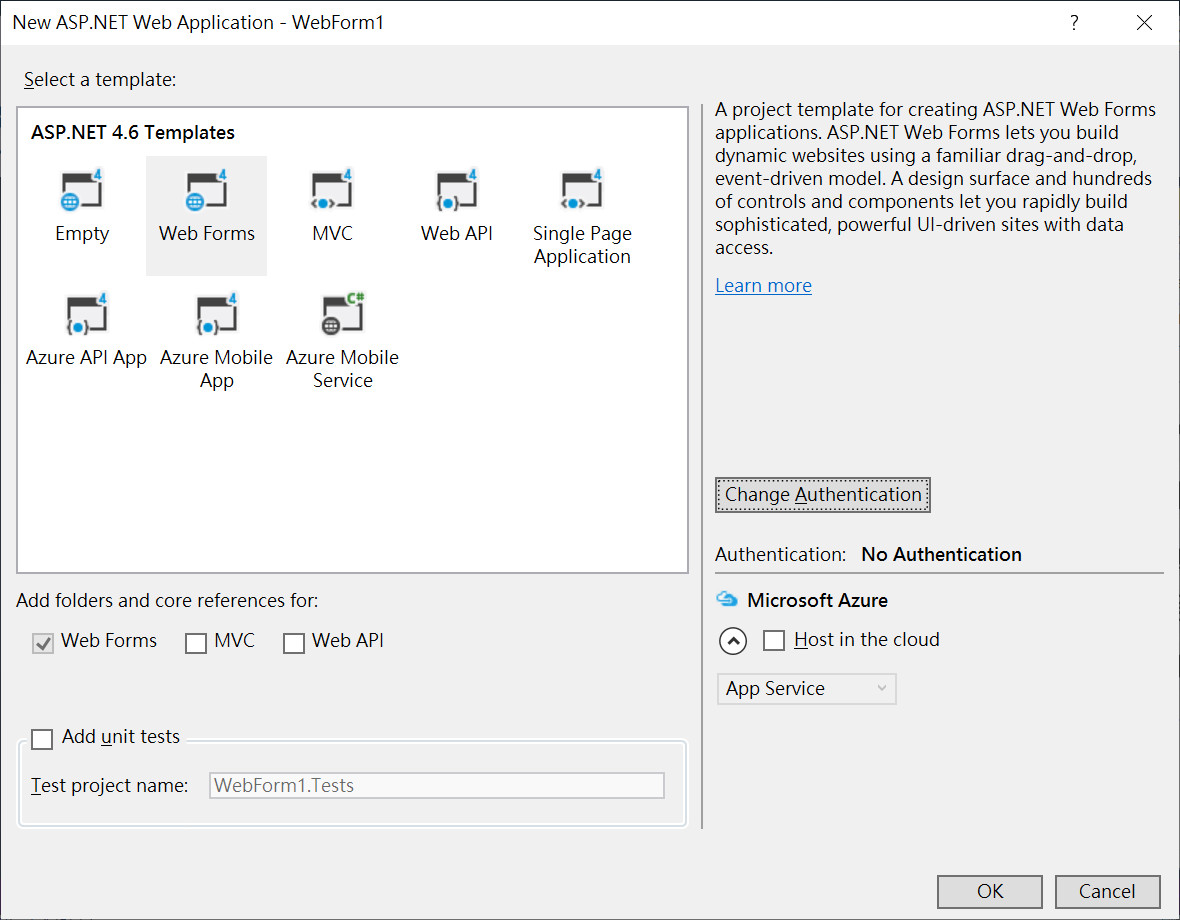 New ASP.NET Web Application - WebForm1
?
Select a template:
ASP.NET 4.6 Templates
4
Empty
4
Web Forms
4
MVC
4
Web API
4
Single Page
Application
4
Azure API App
4
Azure Mobile
App
C#
Azure Mobile
Service
A project template for creating ASP.NET Web Forms
applications. ASP.NET Web Forms lets you build
dynamic websites using a familiar drag-and-drop,
event-driven model. A design surface and hundreds
of controls and components let you rapidly build
sophisticated, powerful UI-driven sites with data
access.
Learn more
Change Authentication
Authentication: No Authentication
Microsoft Azure
Host in the cloud
App Service
Add folders and core references for:
Web Forms MVC Web API
Add unit tests
Test project name: WebForm1.Tests
OK Cancel